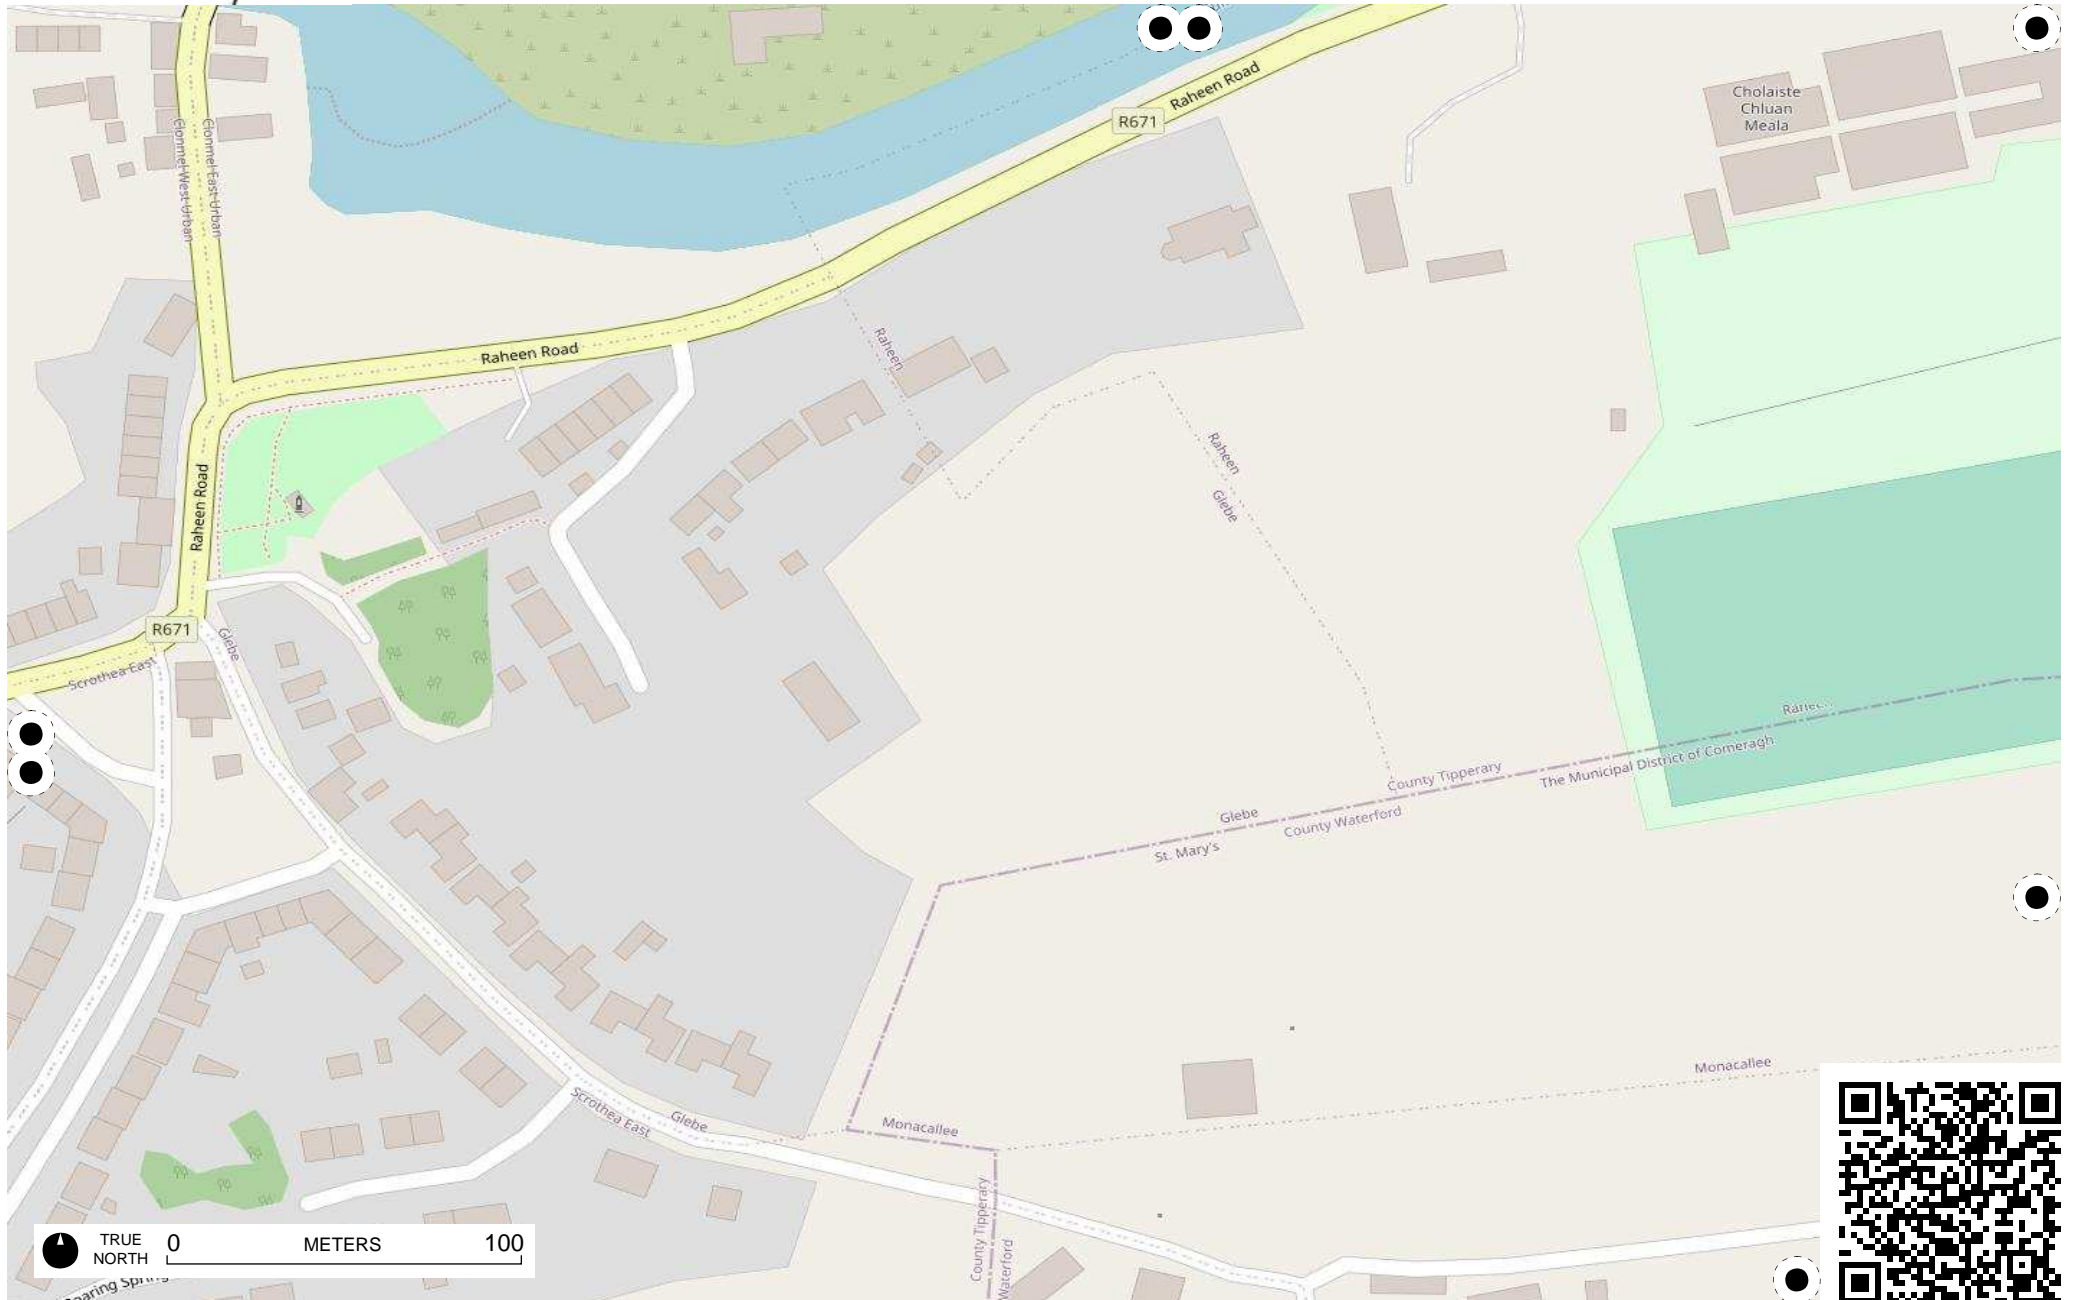 Raheen Road
R671
Cholaiste
Chluan
Meala
Clonmel West Urban
Clonmel East Urban
Raheen
Raheen Road
Raheen
Glebe
Raheen Road
R671
Glebe
Scrothea East
County Tipperary
The Municipal District of Comeragh
Glebe
County Waterford
St. Mary's
Monacallee
Scrothea East
Glebe
Monacallee
County Tipperary
Waterford
TRUE
NORTH
0 METERS 100